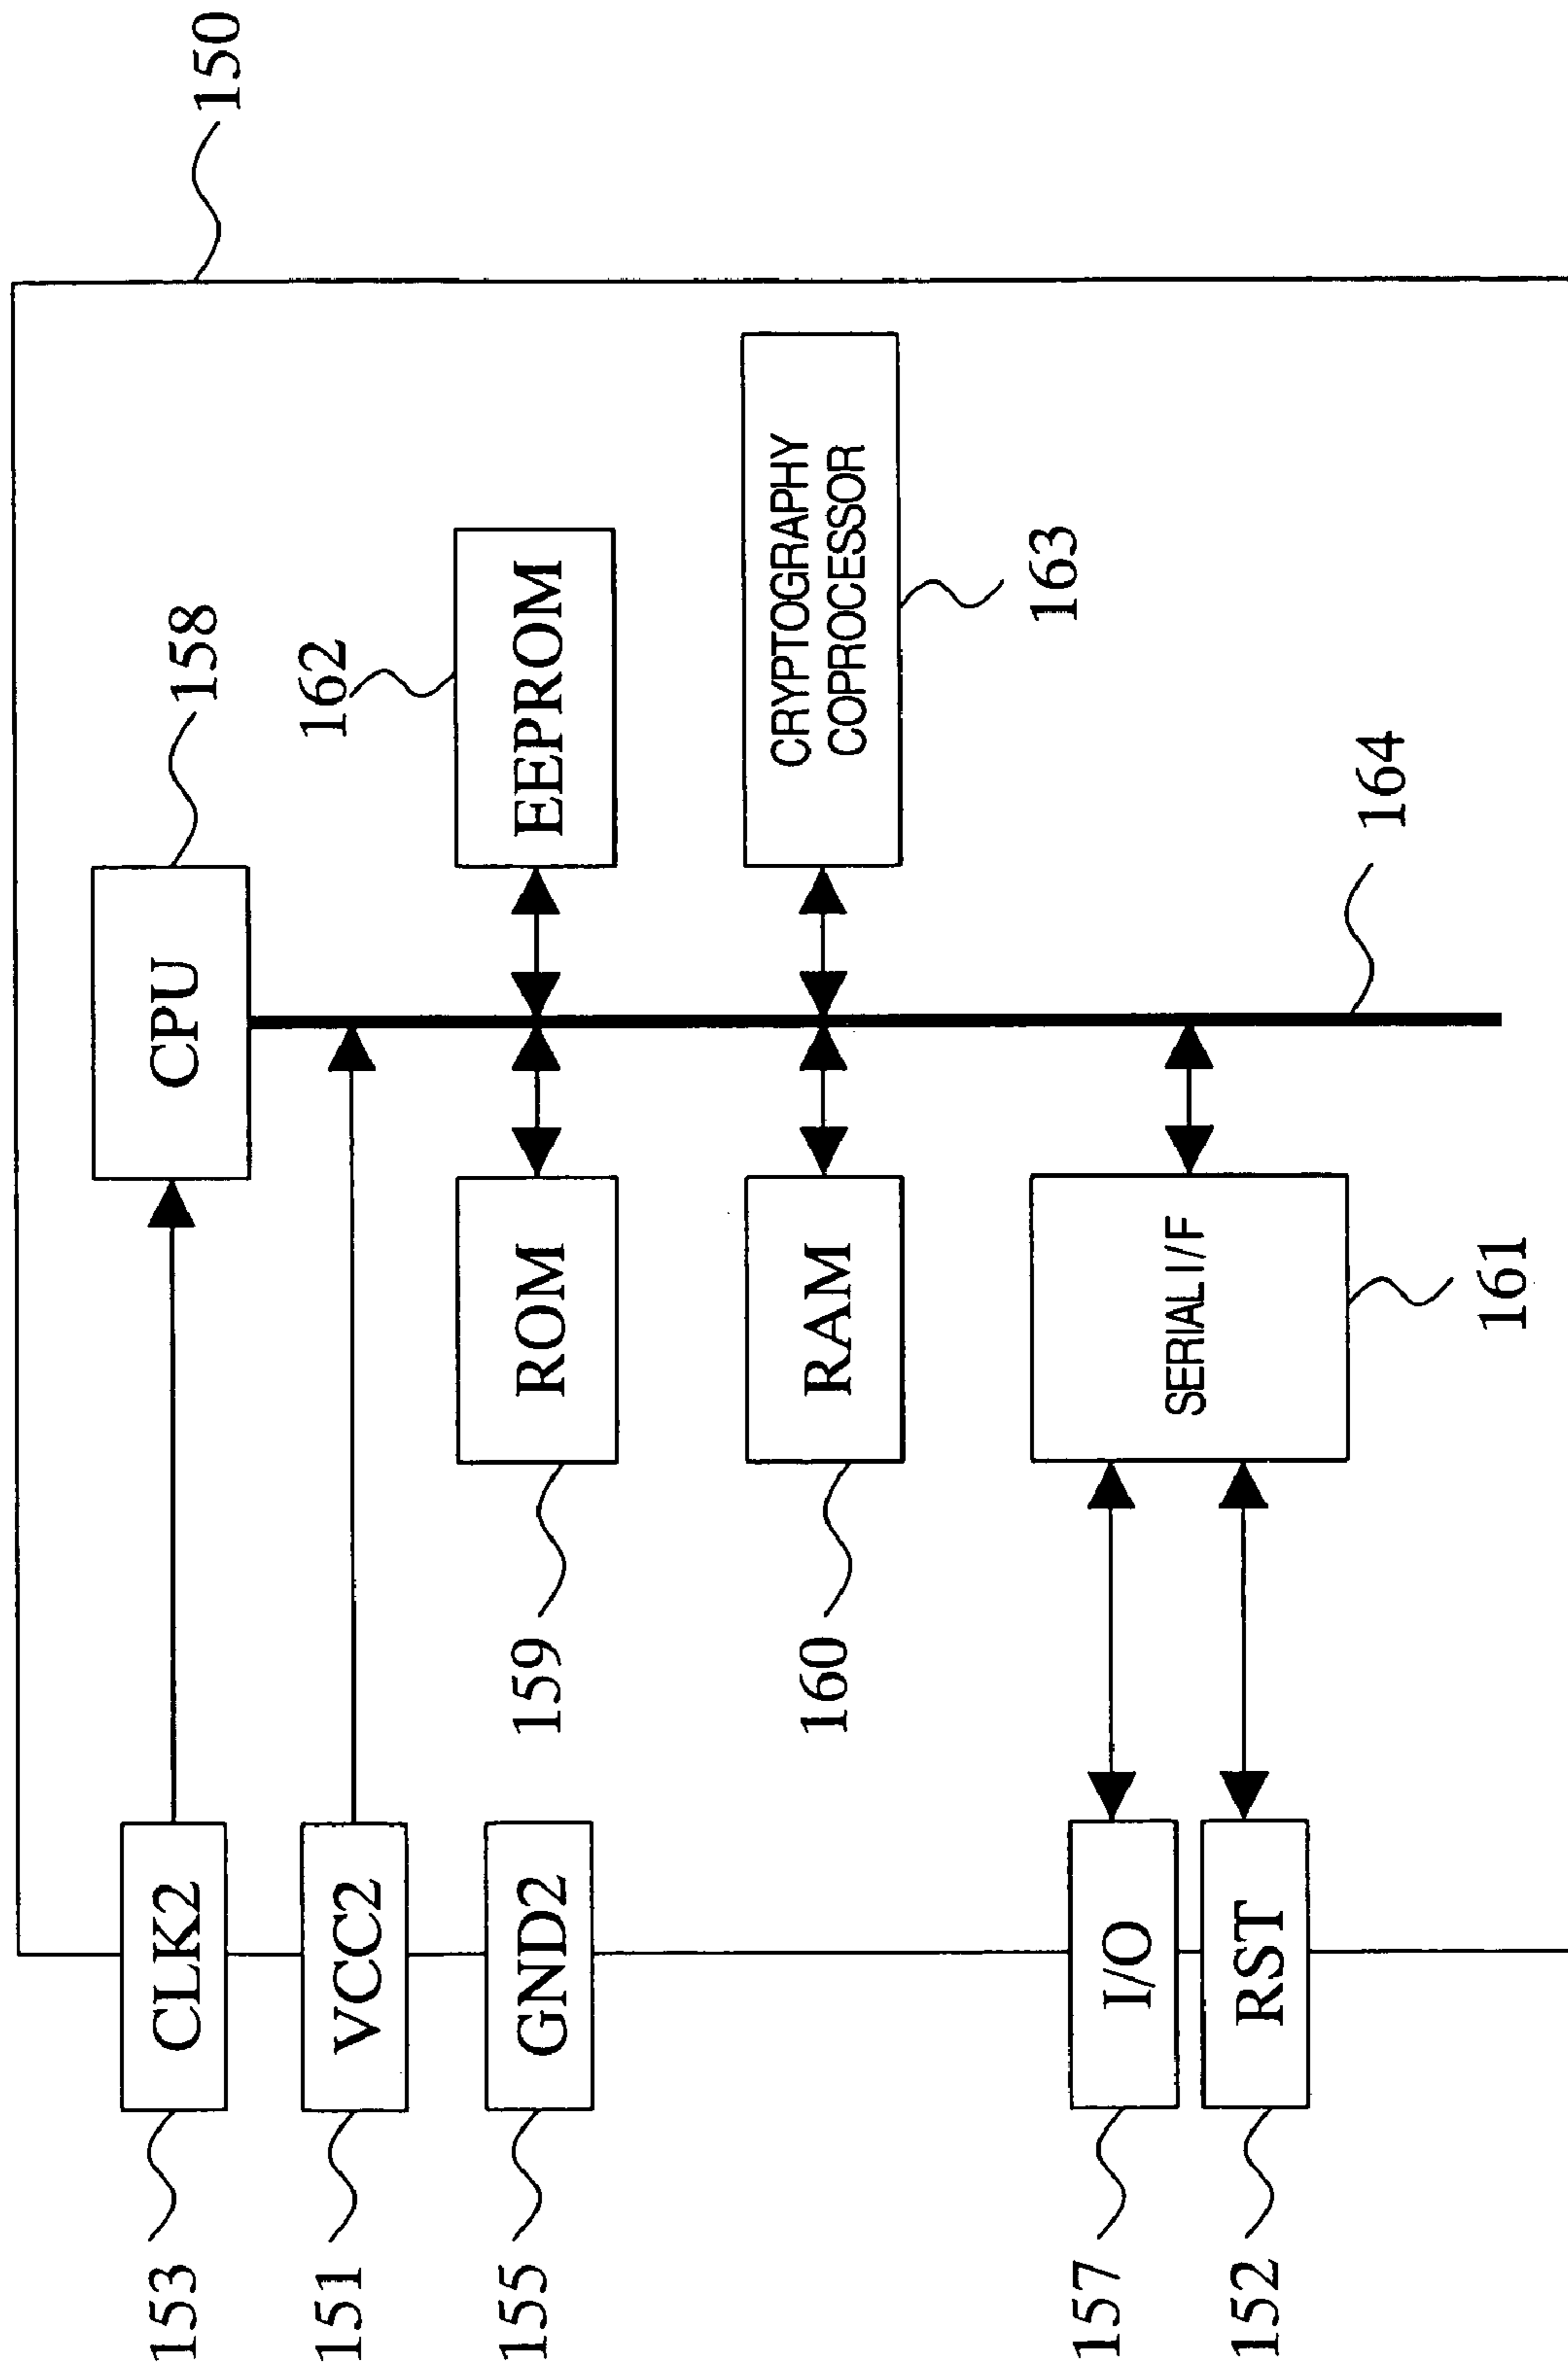 150
158
CPU
162
EEPROM
CRYPTOGRAPHY
COPROCESSOR
163
164
153
CLK2
151
VCC2
155
GND2
159
ROM
160
RAM
SERIAL I/F
161
157
I/O
152
RST